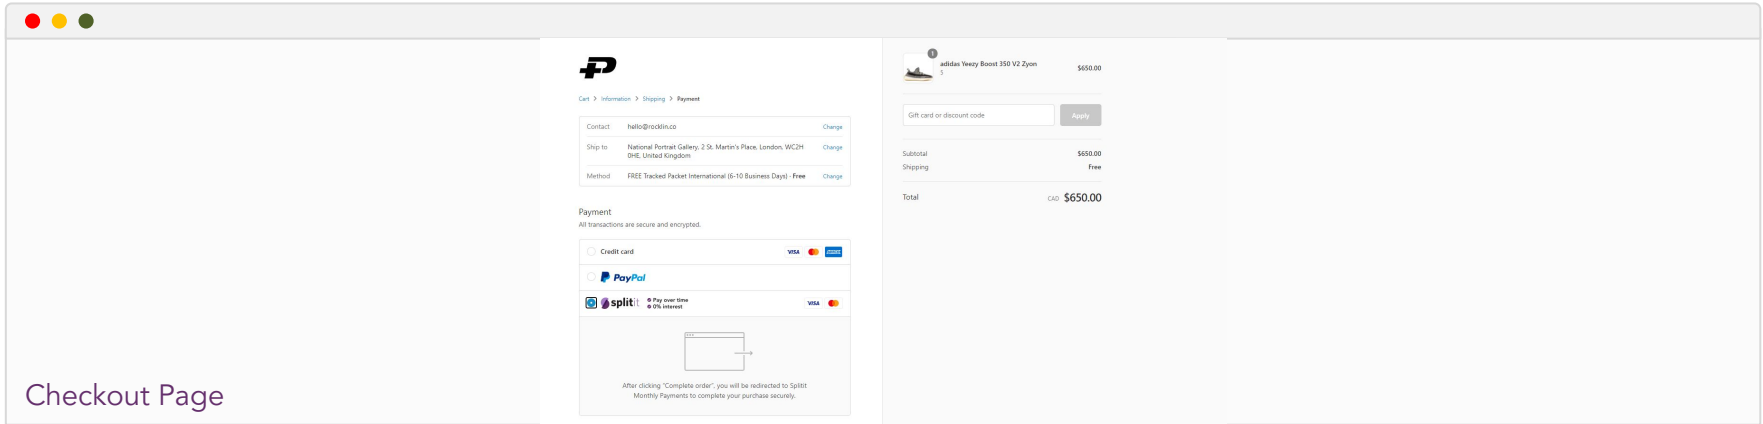 Cart > Information > Shipping > Payment
Contact hello@rocklin.co Change
Ship to National Portrait Gallery, 2 St. Martin's Place, London, WC2H Change
0HE, United Kingdom
Method FREE Tracked Packet International (6-10 Business Days) · Free Change
Payment
All transactions are secure and encrypted.
Credit card VISA
PayPal
splitit Pay over time VISA
0% interest
After clicking "Complete order", you will be redirected to Splitit
Monthly Payments to complete your purchase securely.
1
adidas Yeezy Boost 350 V2 Zyon $650.00
5
Gift card or discount code Apply
Subtotal $650.00
Shipping Free
Total CAD $650.00
Checkout Page